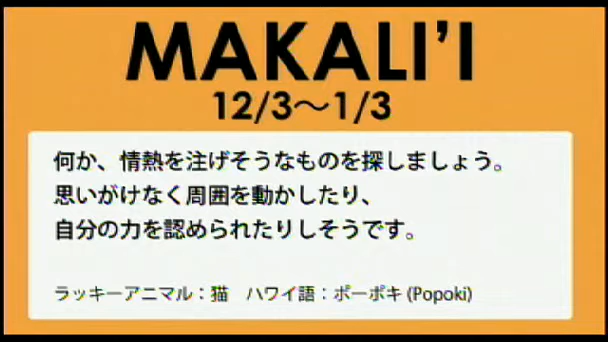 MAKALI'I
12/3〜1/3
何か、情熱を注げそうなものを探しましょう。
思いがけなく周囲を動かしたり、
自分の力を認められたりしそうです。
ラッキーアニマル：猫　ハワイ語：ポーポキ (Popoki)